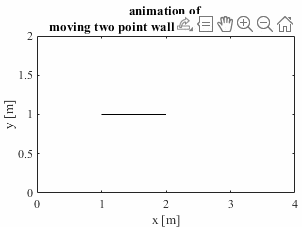 animation of
moving two point wall
2
1.5
1
0.5
0
0 1 2 3 4
y [m]
x [m]